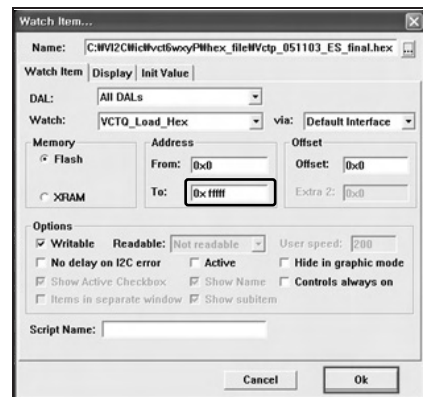 Watch Item...
Name: C:₩VI2C₩ic₩vct6wxyP₩hex_file₩Vctp_051103_ES_final.hex ...
Watch Item Display Init Value
DAL: All DALs
Watch: VCTQ_Load_Hex via: Default Interface
Memory Address Offset
Flash From: 0x0 Offset: 0x0
XRAM To: 0x fffff Extra 2: 0x0
Options
Writable Readable: Not readable User speed: 200
No delay on I2C error Active Hide in graphic mode
Show Active Checkbox Show Name Controls always on
Items in separate window Show subitem
Script Name:
Cancel Ok